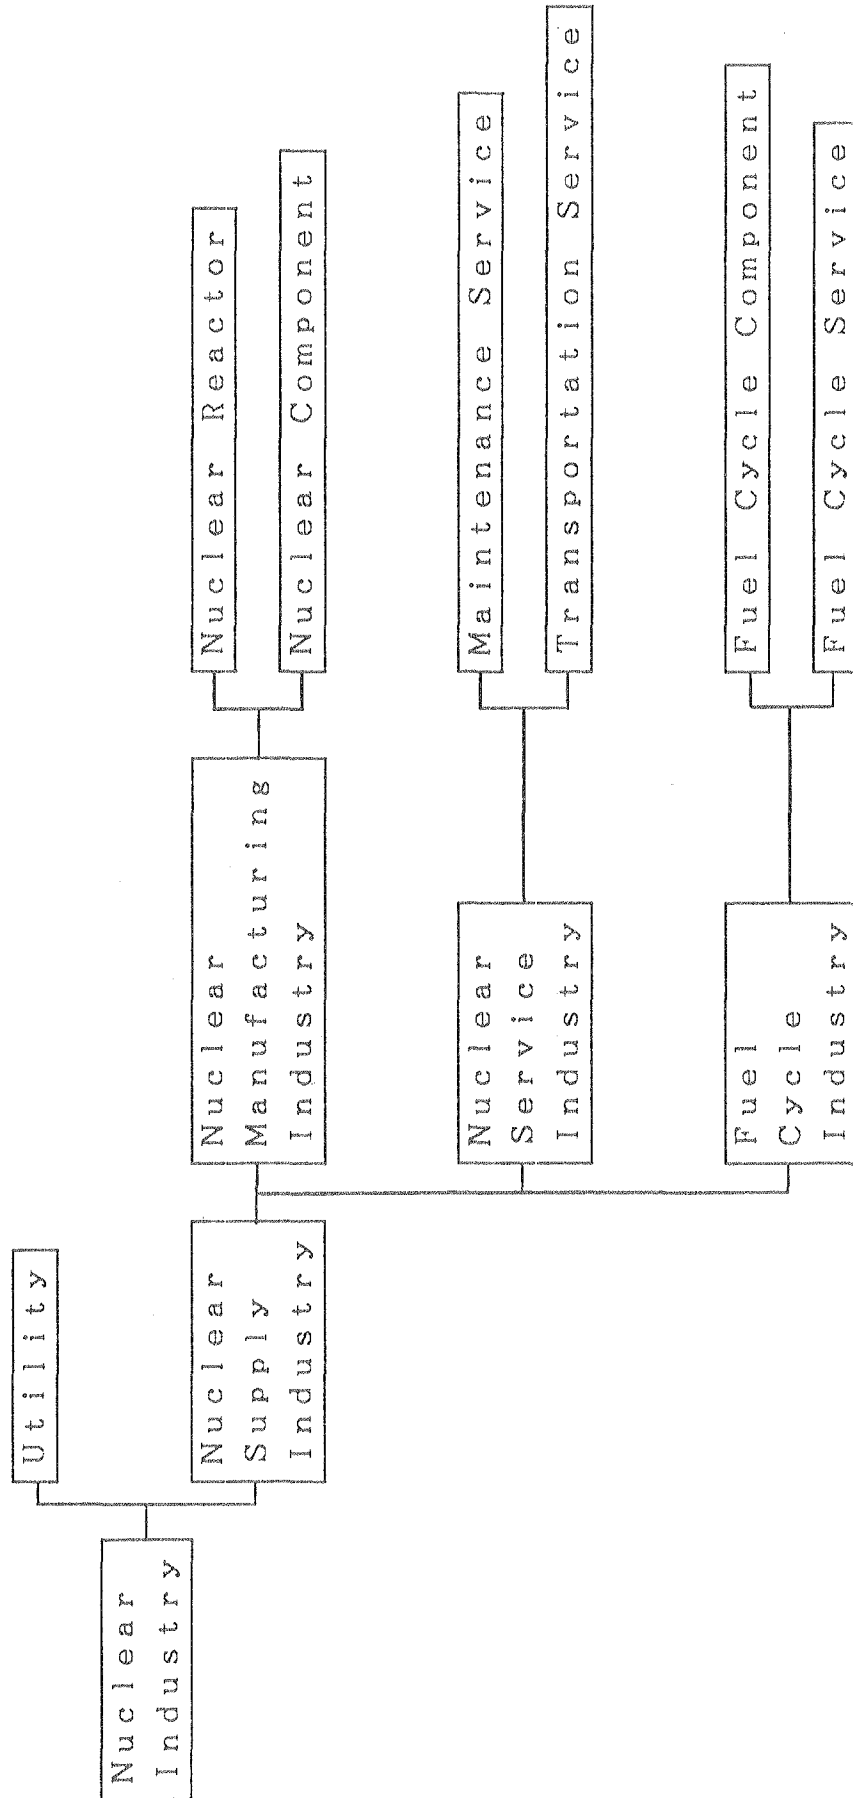 Nuclear
Industry
Utility
Nuclear
Supply
Industry
Nuclear
Manufacturing
Industry
Nuclear Reactor
Nuclear Component
Nuclear
Service
Industry
Maintenance Service
Transportation Service
Fuel
Cycle
Industry
Fuel Cycle Component
Fuel Cycle Service